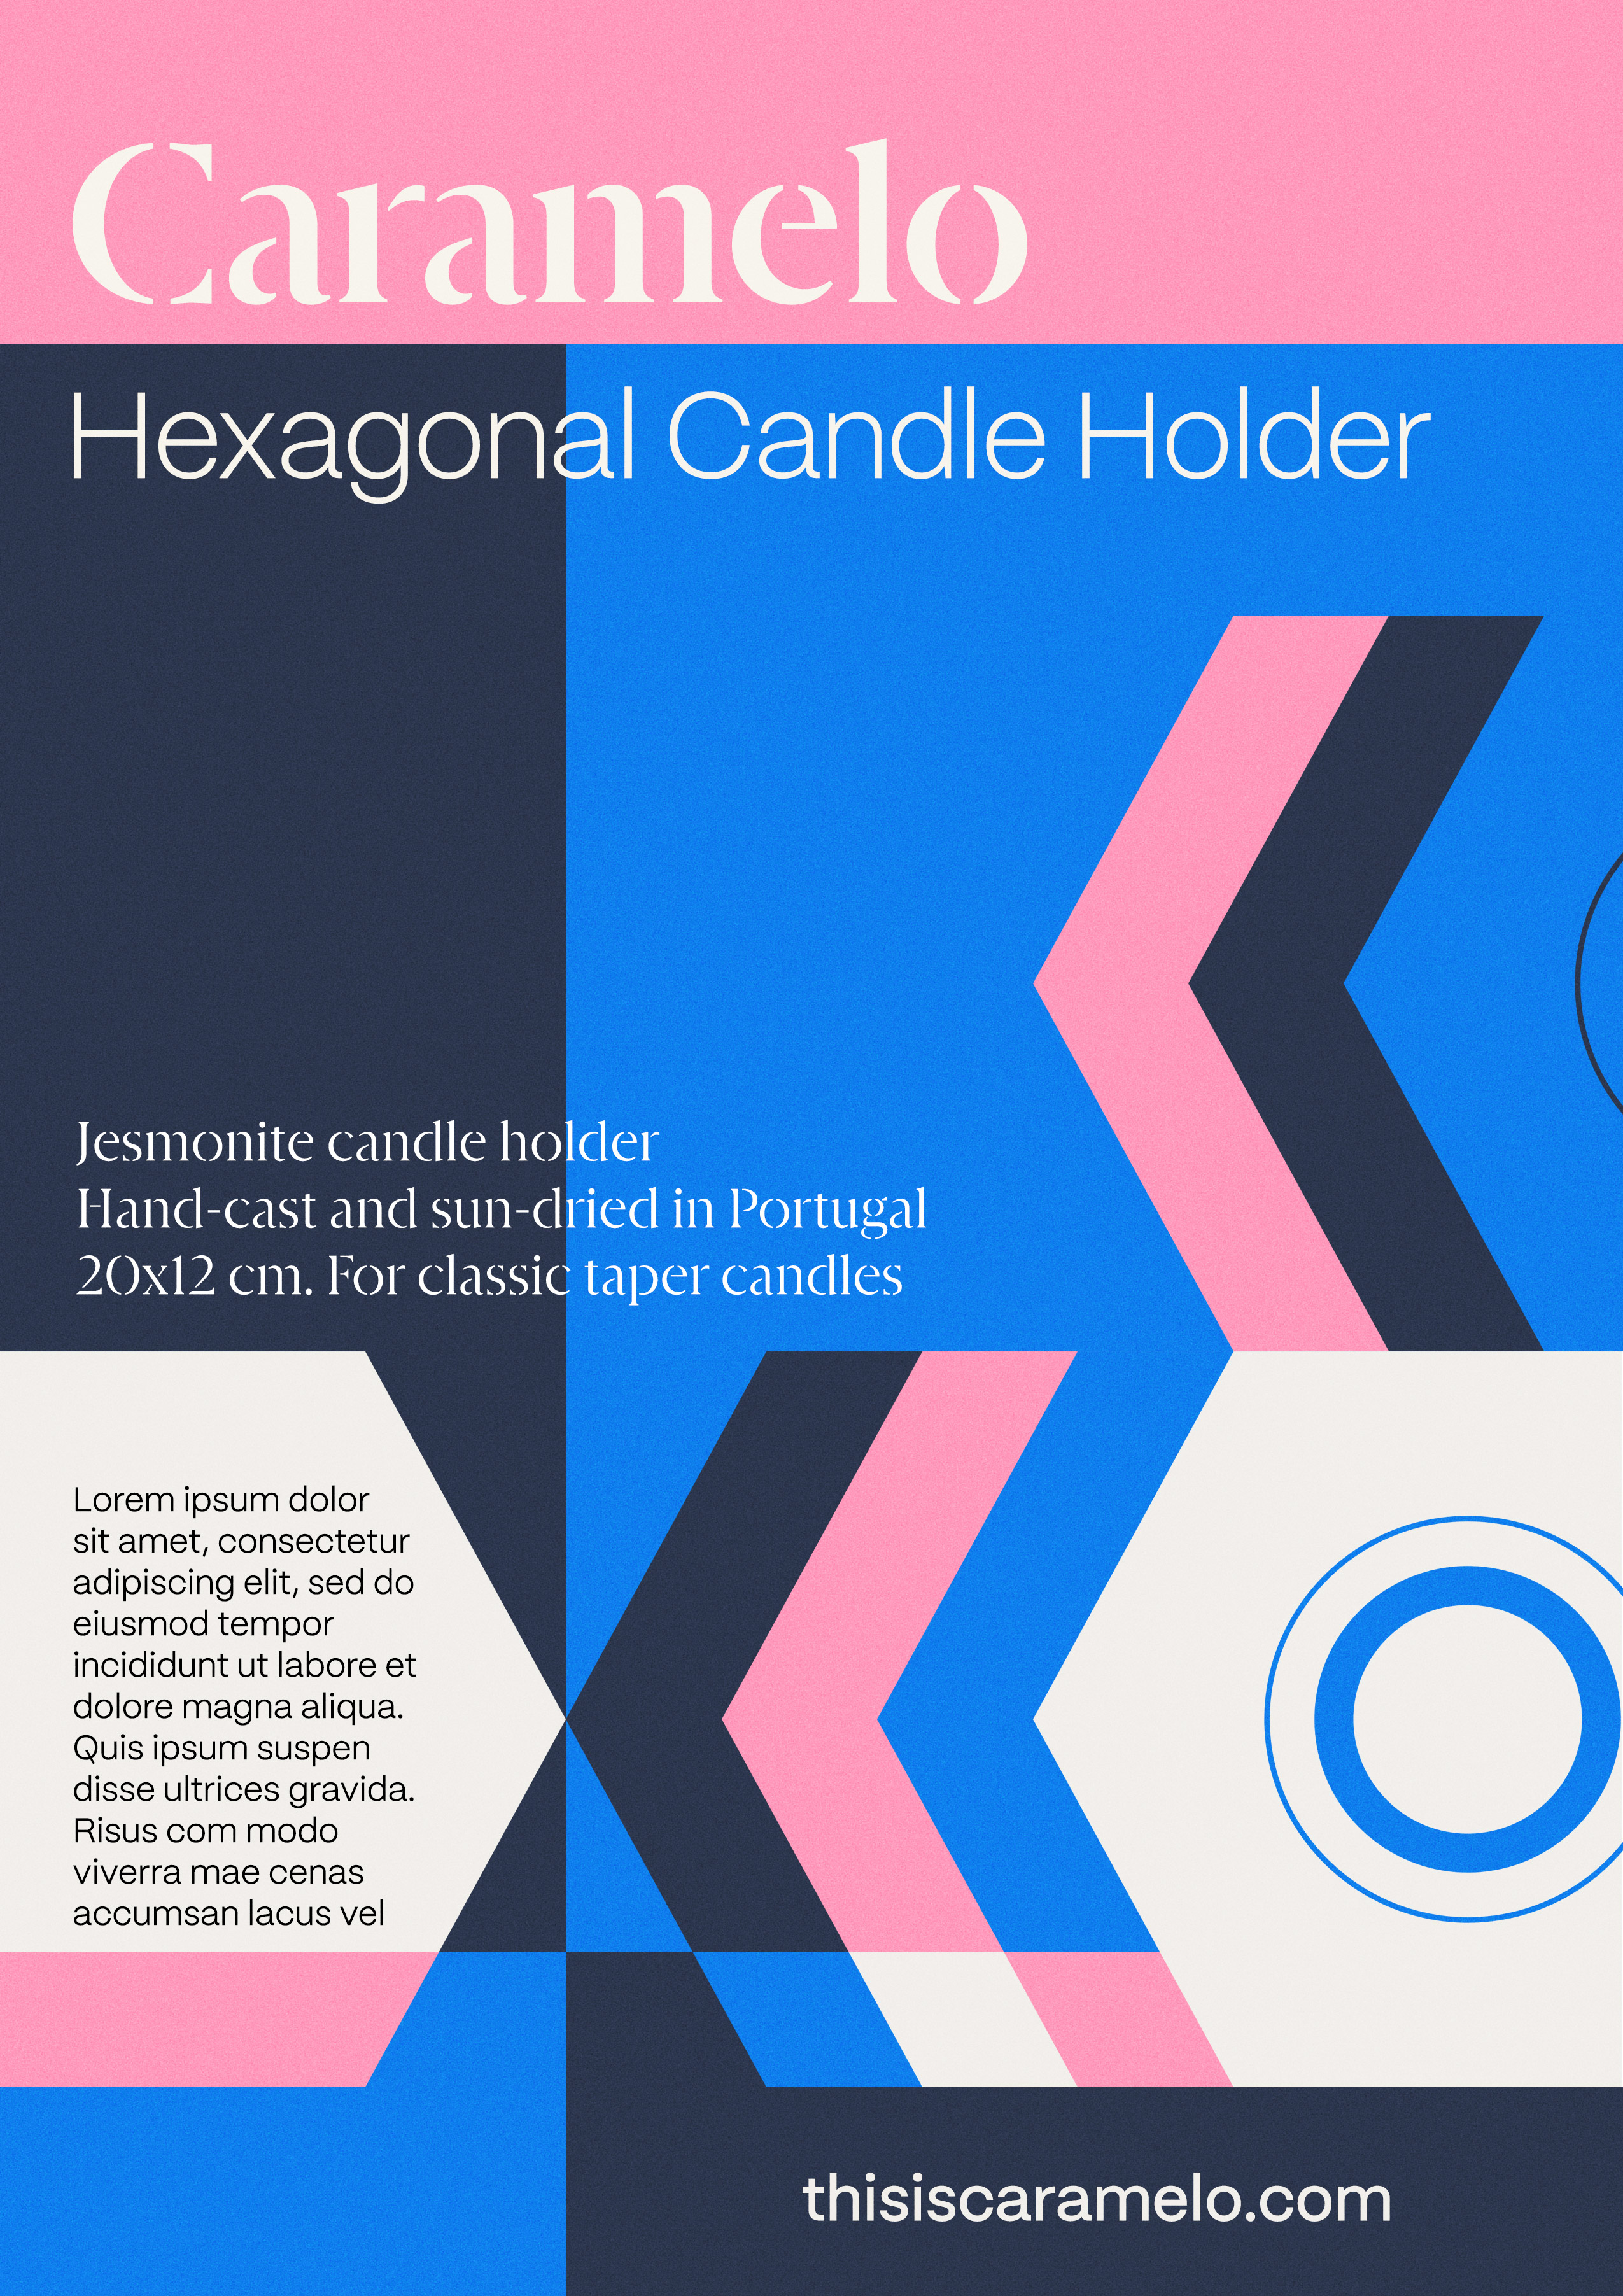 Caramelo
Hexagonal Candle Holder
Jesmonite candle holder
Hand-cast and sun-dried in Portugal
20x12 cm. For classic taper candles
Lorem ipsum dolor
sit amet, consectetur
adipiscing elit, sed do
eiusmod tempor
incididunt ut labore et
dolore magna aliqua.
Quis ipsum suspen
disse ultrices gravida.
Risus com modo
viverra mae cenas
accumsan lacus vel
thisiscaramelo.com